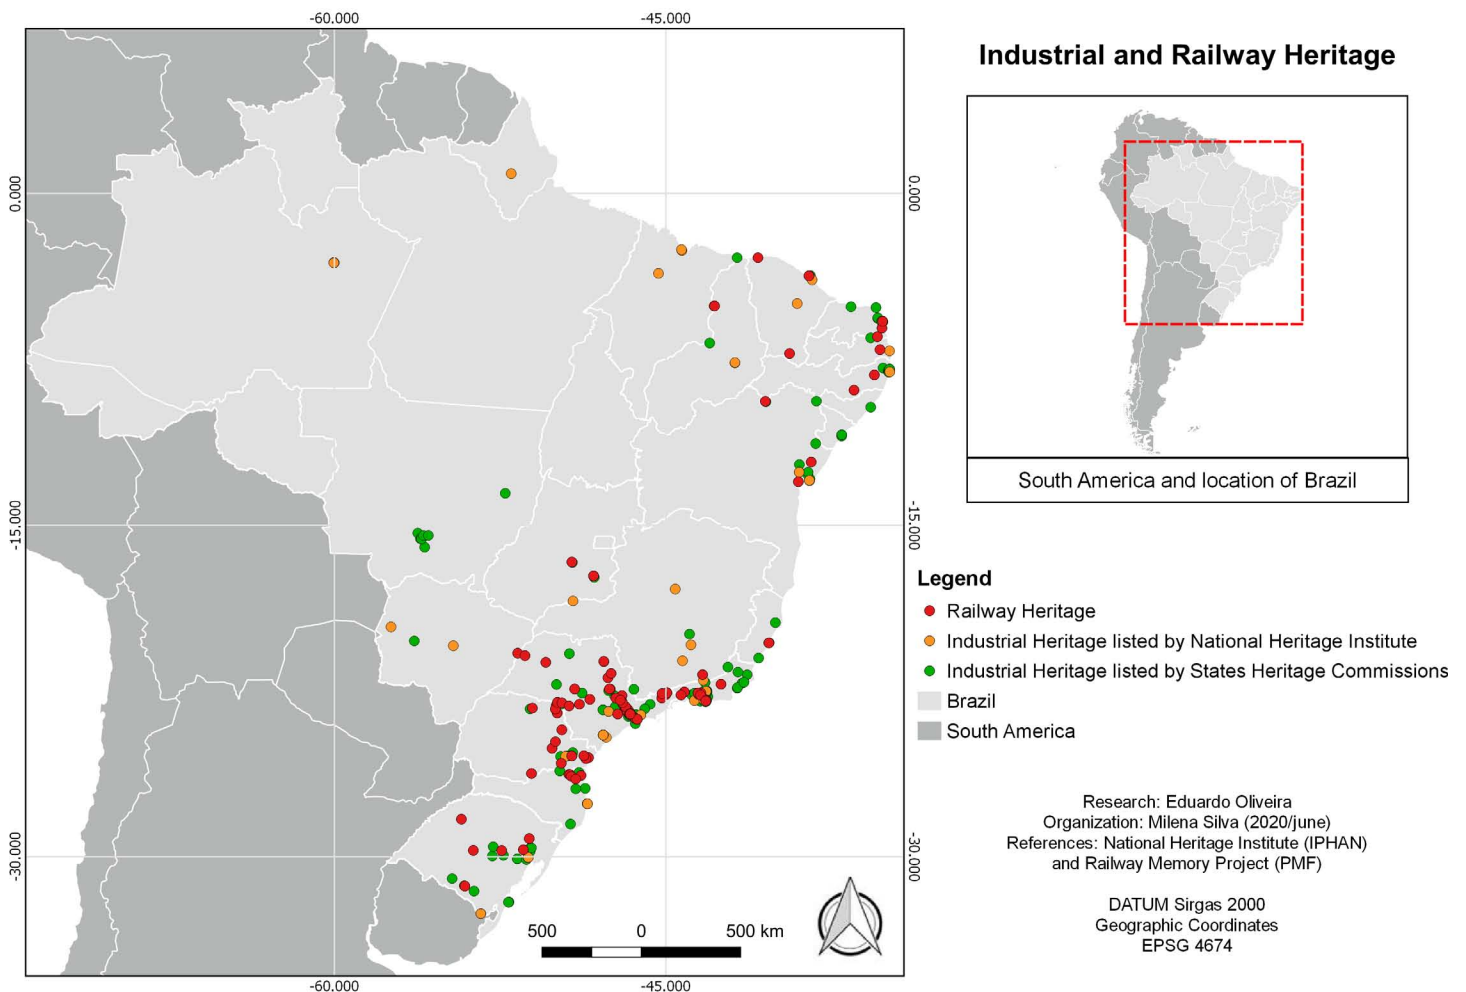 -60.000
-45.000
0.000
0.000
-15.000
-15.000
-30.000
-30.000
500
0
500 km
-60.000
-45.000
Industrial and Railway Heritage
South America and location of Brazil
Legend
Railway Heritage
Industrial Heritage listed by National Heritage Institute
Industrial Heritage listed by States Heritage Commissions
Brazil
South America
Research: Eduardo Oliveira
Organization: Milena Silva (2020/june)
References: National Heritage Institute (IPHAN)
and Railway Memory Project (PMF)
DATUM Sirgas 2000
Geographic Coordinates
EPSG 4674